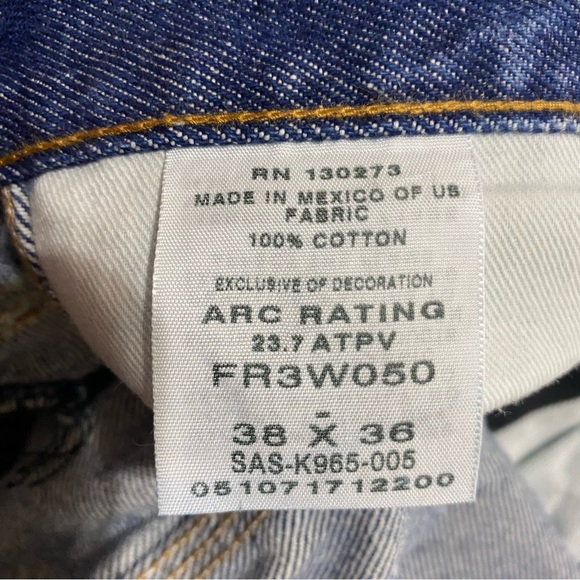 RN 130273
MADE IN MEXICO OF US
FABRIC
100% COTTON
EXCLUSIVE OF DECORATION
ARC RATING
23.7 ATPV
FR3W050
-
38 X 36
SAS-K965-005
051071712200